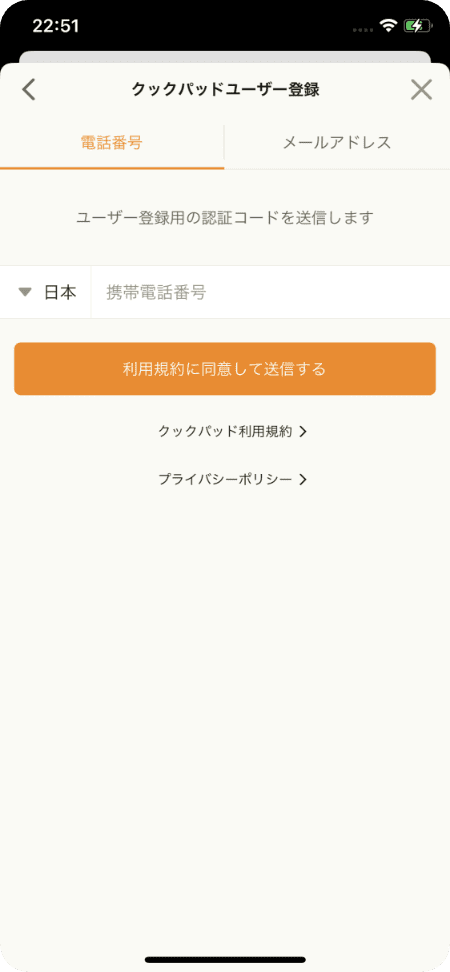 22:51
クックパッドユーザー登録
電話番号
メールアドレス
ユーザー登録用の認証コードを送信します
日本
携帯電話番号
利用規約に同意して送信する
クックパッド利用規約
プライバシーポリシー